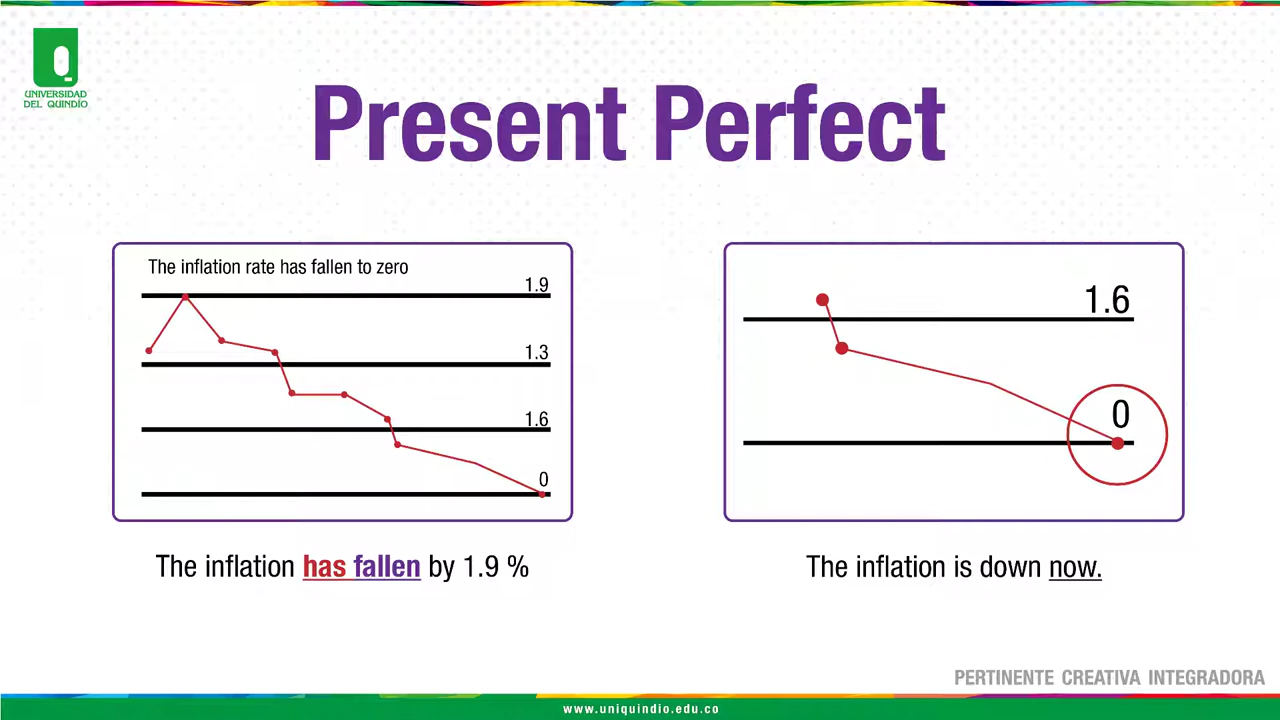 UNIVERSIDAD
DEL QUINDÍO
Present Perfect
The inflation rate has fallen to zero
1.9
1.3
1.6
0
The inflation has fallen by 1.9 %
1.6
0
The inflation is down now.
PERTINENTE CREATIVA INTEGRADORA
www.uniquindio.edu.co